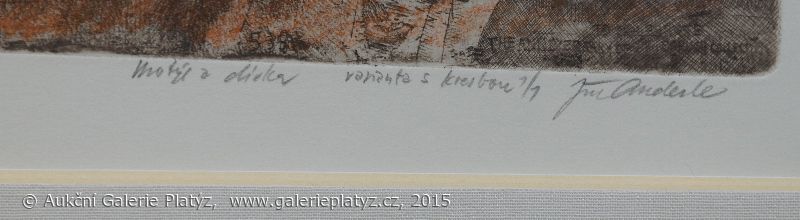 Motýl a dívka varianta s kresbou 1/1 Jiří Anderle
© Aukční Galerie Platýz, www.galerieplatyz.cz, 2015